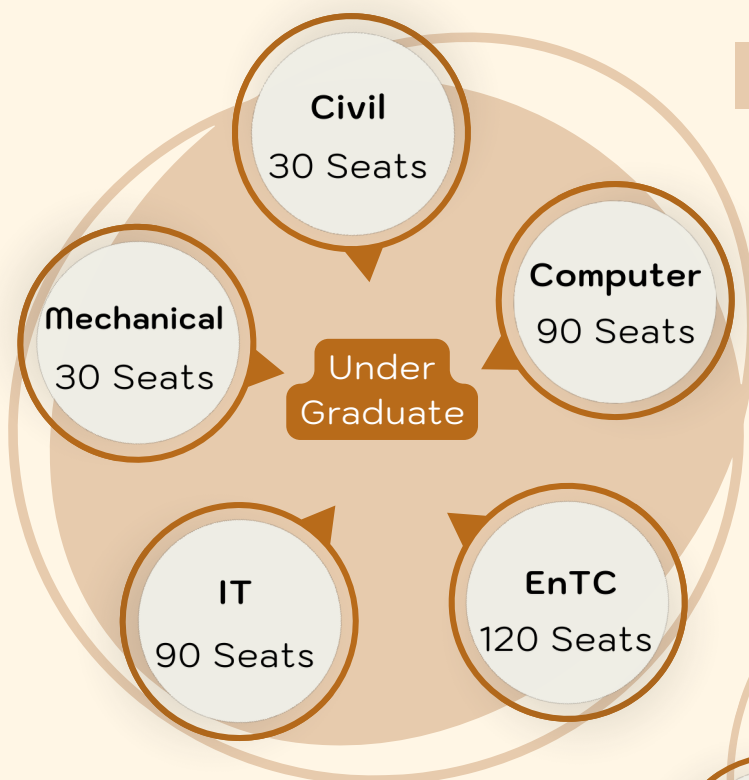 Civil
30 Seats
Computer
90 Seats
Mechanical
30 Seats
Under
Graduate
IT
90 Seats
EnTC
120 Seats